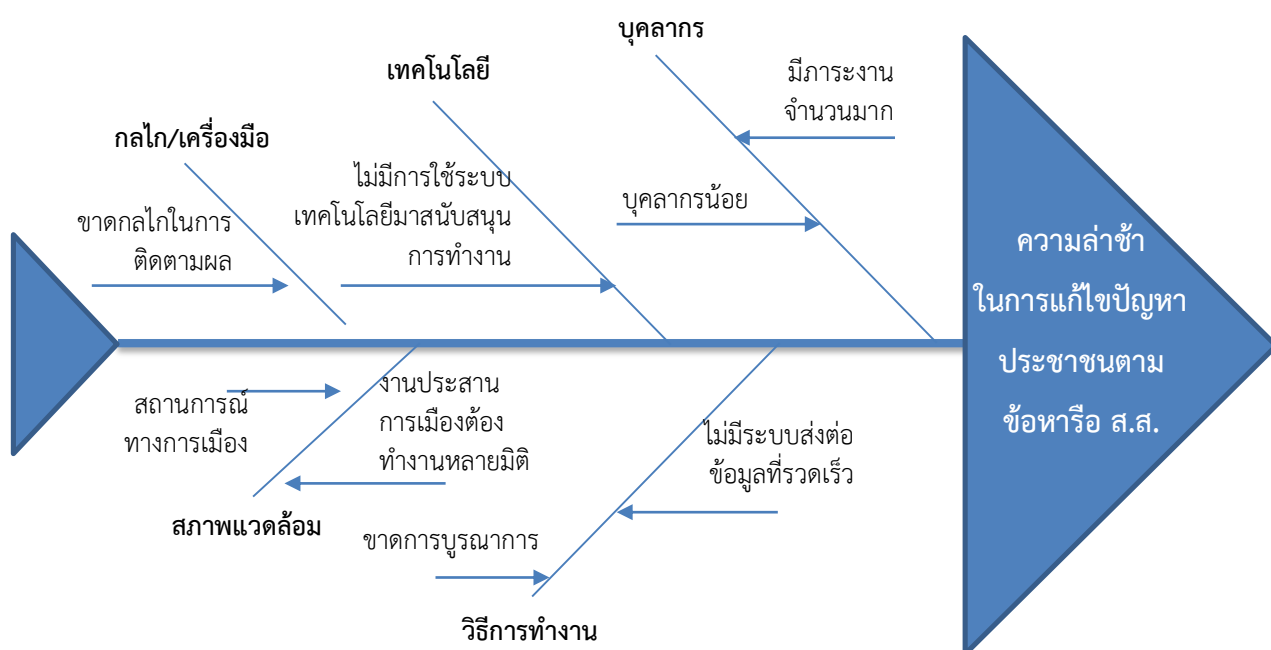 บุคลากร
เทคโนโลยี
มีภาระงาน
จำนวนมาก
กลไก/เครื่องมือ
ไม่มีการใช้ระบบ
เทคโนโลยีมาสนับสนุน
การทำงาน
บุคลากรน้อย
ขาดกลไกในการ
ติดตามผล
ความล่าช้า
ในการแก้ไขปัญหา
ประชาชนตาม
ข้อหารือ ส.ส.
สถานการณ์
ทางการเมือง
งานประสาน
การเมืองต้อง
ทำงานหลายมิติ
ไม่มีระบบส่งต่อ
ข้อมูลที่รวดเร็ว
สภาพแวดล้อม
ขาดการบูรณาการ
วิธีการทำงาน